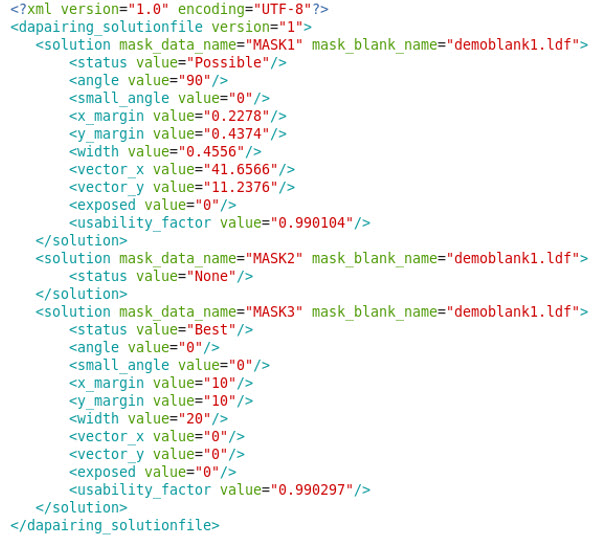 <?xml version="1.0" encoding="UTF-8"?>
<dapairing_solutionfile version="1">
<solution mask_data_name="MASK1" mask_blank_name="demoblank1.ldf">
<status value="Possible"/>
<angle value="90"/>
<small_angle value="0"/>
<x_margin value="0.2278"/>
<y_margin value="0.4374"/>
<width value="0.4556"/>
<vector_x value="41.6566"/>
<vector_y value="11.2376"/>
<exposed value="0"/>
<usability_factor value="0.990104"/>
</solution>
<solution mask_data_name="MASK2" mask_blank_name="demoblank1.ldf">
<status value="None"/>
</solution>
<solution mask_data_name="MASK3" mask_blank_name="demoblank1.ldf">
<status value="Best"/>
<angle value="0"/>
<small_angle value="0"/>
<x_margin value="10"/>
<y_margin value="10"/>
<width value="20"/>
<vector_x value="0"/>
<vector_y value="0"/>
<exposed value="0"/>
<usability_factor value="0.990297"/>
</solution>
</dapairing_solutionfile>